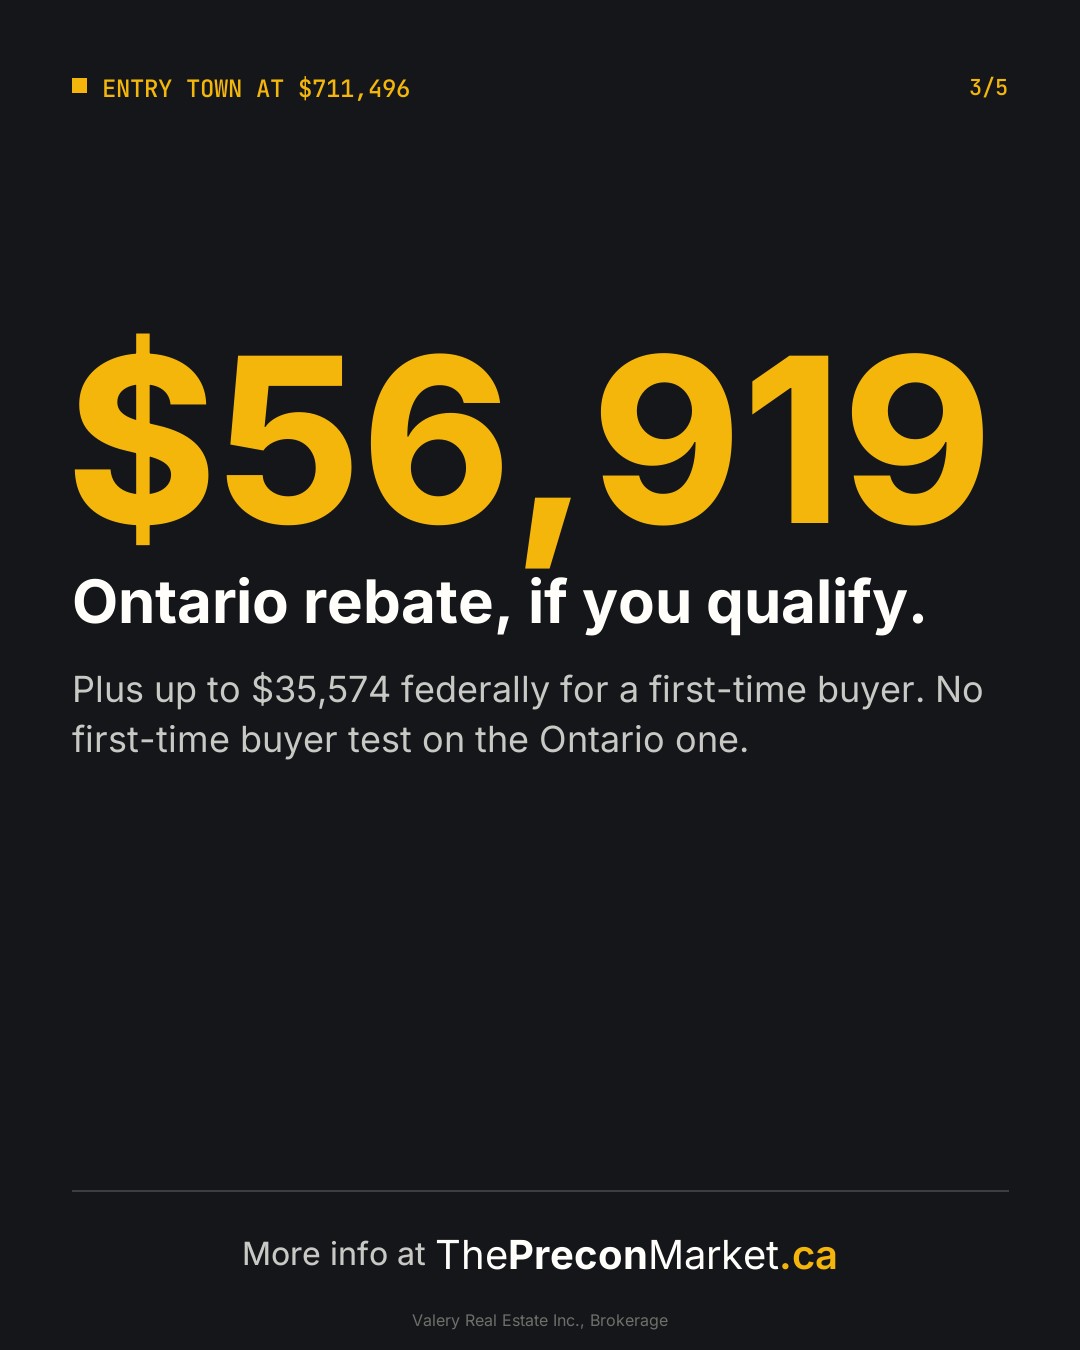 ENTRY TOWN AT $711,496
3/5
$56,919
Ontario rebate, if you qualify.
Plus up to $35,574 federally for a first-time buyer. No
first-time buyer test on the Ontario one.
More info at ThePreconMarket.ca
Valery Real Estate Inc., Brokerage